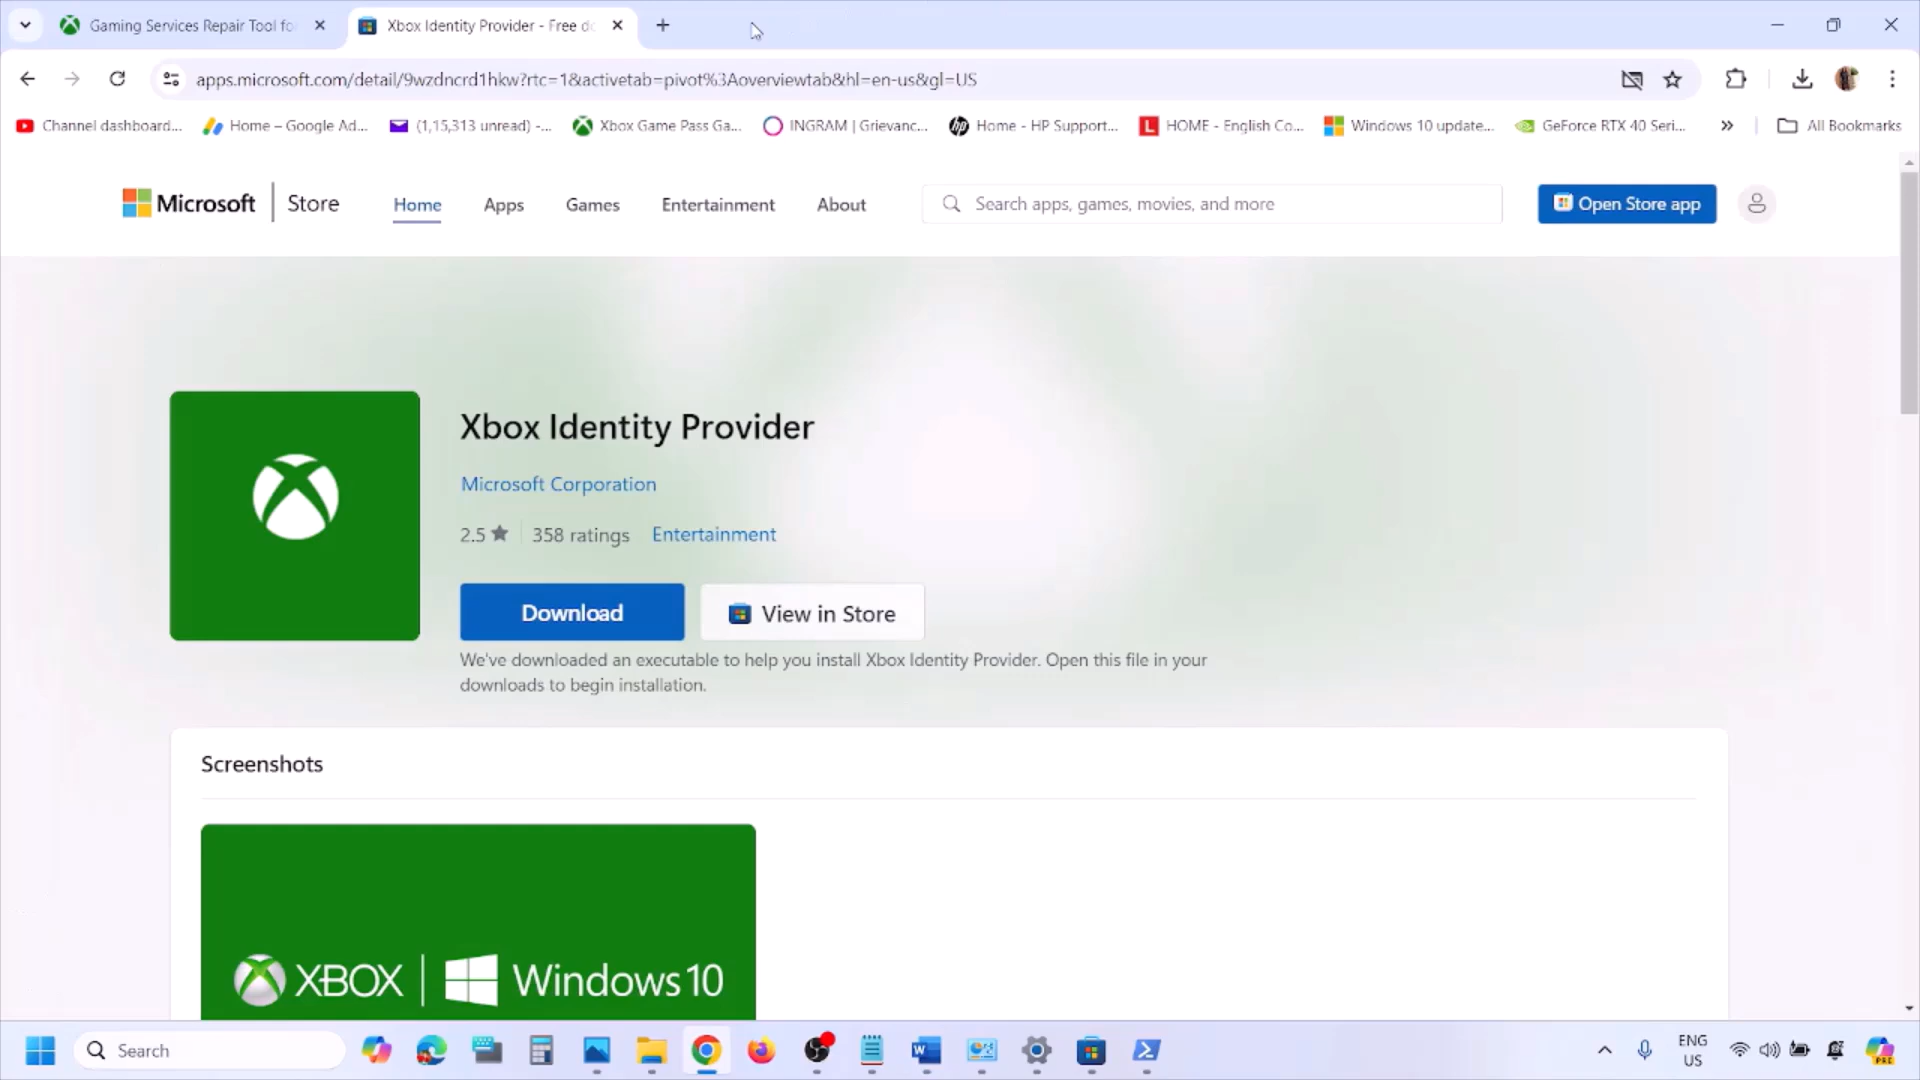 Gaming Services Repair Tool fo
Xbox Identity Provider - Free do
apps.microsoft.com/detail/9wzdncrd1hkw?rtc=1&activetab=pivot%3Aoverviewtab&hl=en-us&gl=US
Channel dashboard...
Home – Google Ad...
(1,15,313 unread) -...
Xbox Game Pass Ga...
INGRAM | Grievanc...
Home - HP Support...
HOME - English Co...
Windows 10 update...
GeForce RTX 40 Seri...
All Bookmarks
Microsoft Store
Home
Apps
Games
Entertainment
About
Search apps, games, movies, and more
Open Store app
Xbox Identity Provider
Microsoft Corporation
2.5★ 358 ratings Entertainment
Download
View in Store
We've downloaded an executable to help you install Xbox Identity Provider. Open this file in your
downloads to begin installation.
Screenshots
XBOX | Windows 10
Search
ENG
US
PRE